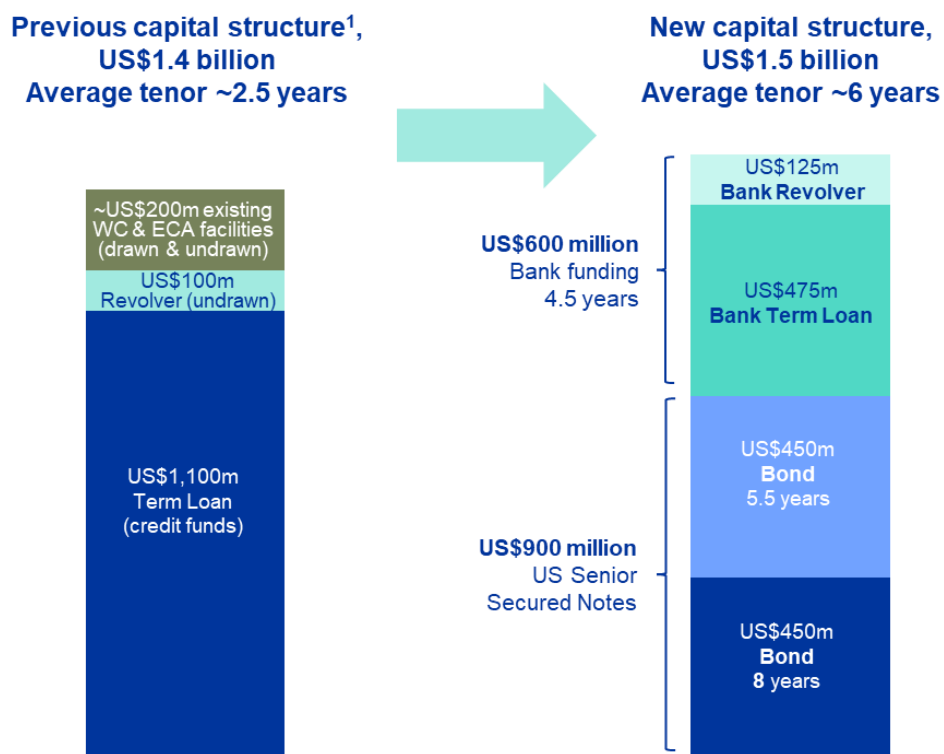 Previous capital structure¹,
US$1.4 billion
Average tenor ~2.5 years
~US$200m existing
WC & ECA facilities
(drawn & undrawn)
US$100m
Revolver (undrawn)
US$1,100m
Term Loan
(credit funds)
New capital structure,
US$1.5 billion
Average tenor ~6 years
US$600 million
Bank funding
4.5 years
US$125m
Bank Revolver
US$475m
Bank Term Loan
US$900 million
US Senior
Secured Notes
US$450m
Bond
5.5 years
US$450m
Bond
8 years